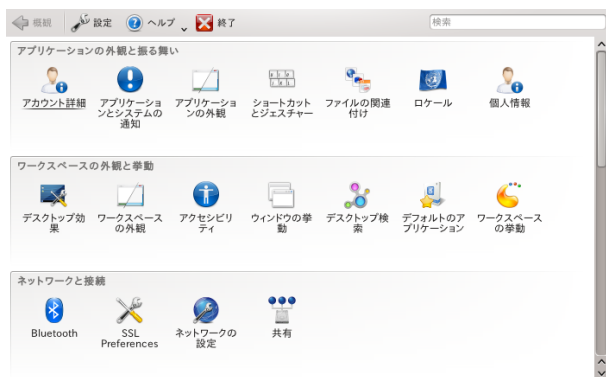 概観 設定 ヘルプ 終了 検索
アプリケーションの外観と振る舞い
アカウント詳細 アプリケーショ アプリケーショ ショートカット ファイルの関連 ロケール 個人情報
ンとシステムの ンの外観 とジェスチャー 付け
通知
ワークスペースの外観と挙動
デスクトップ効 ワークスペース アクセシビリ ウィンドウの挙 デスクトップ検 デフォルトのア ワークスペース
果 の外観 ティ 動 索 プリケーション の挙動
ネットワークと接続
Bluetooth SSL ネットワークの 共有
Preferences 設定